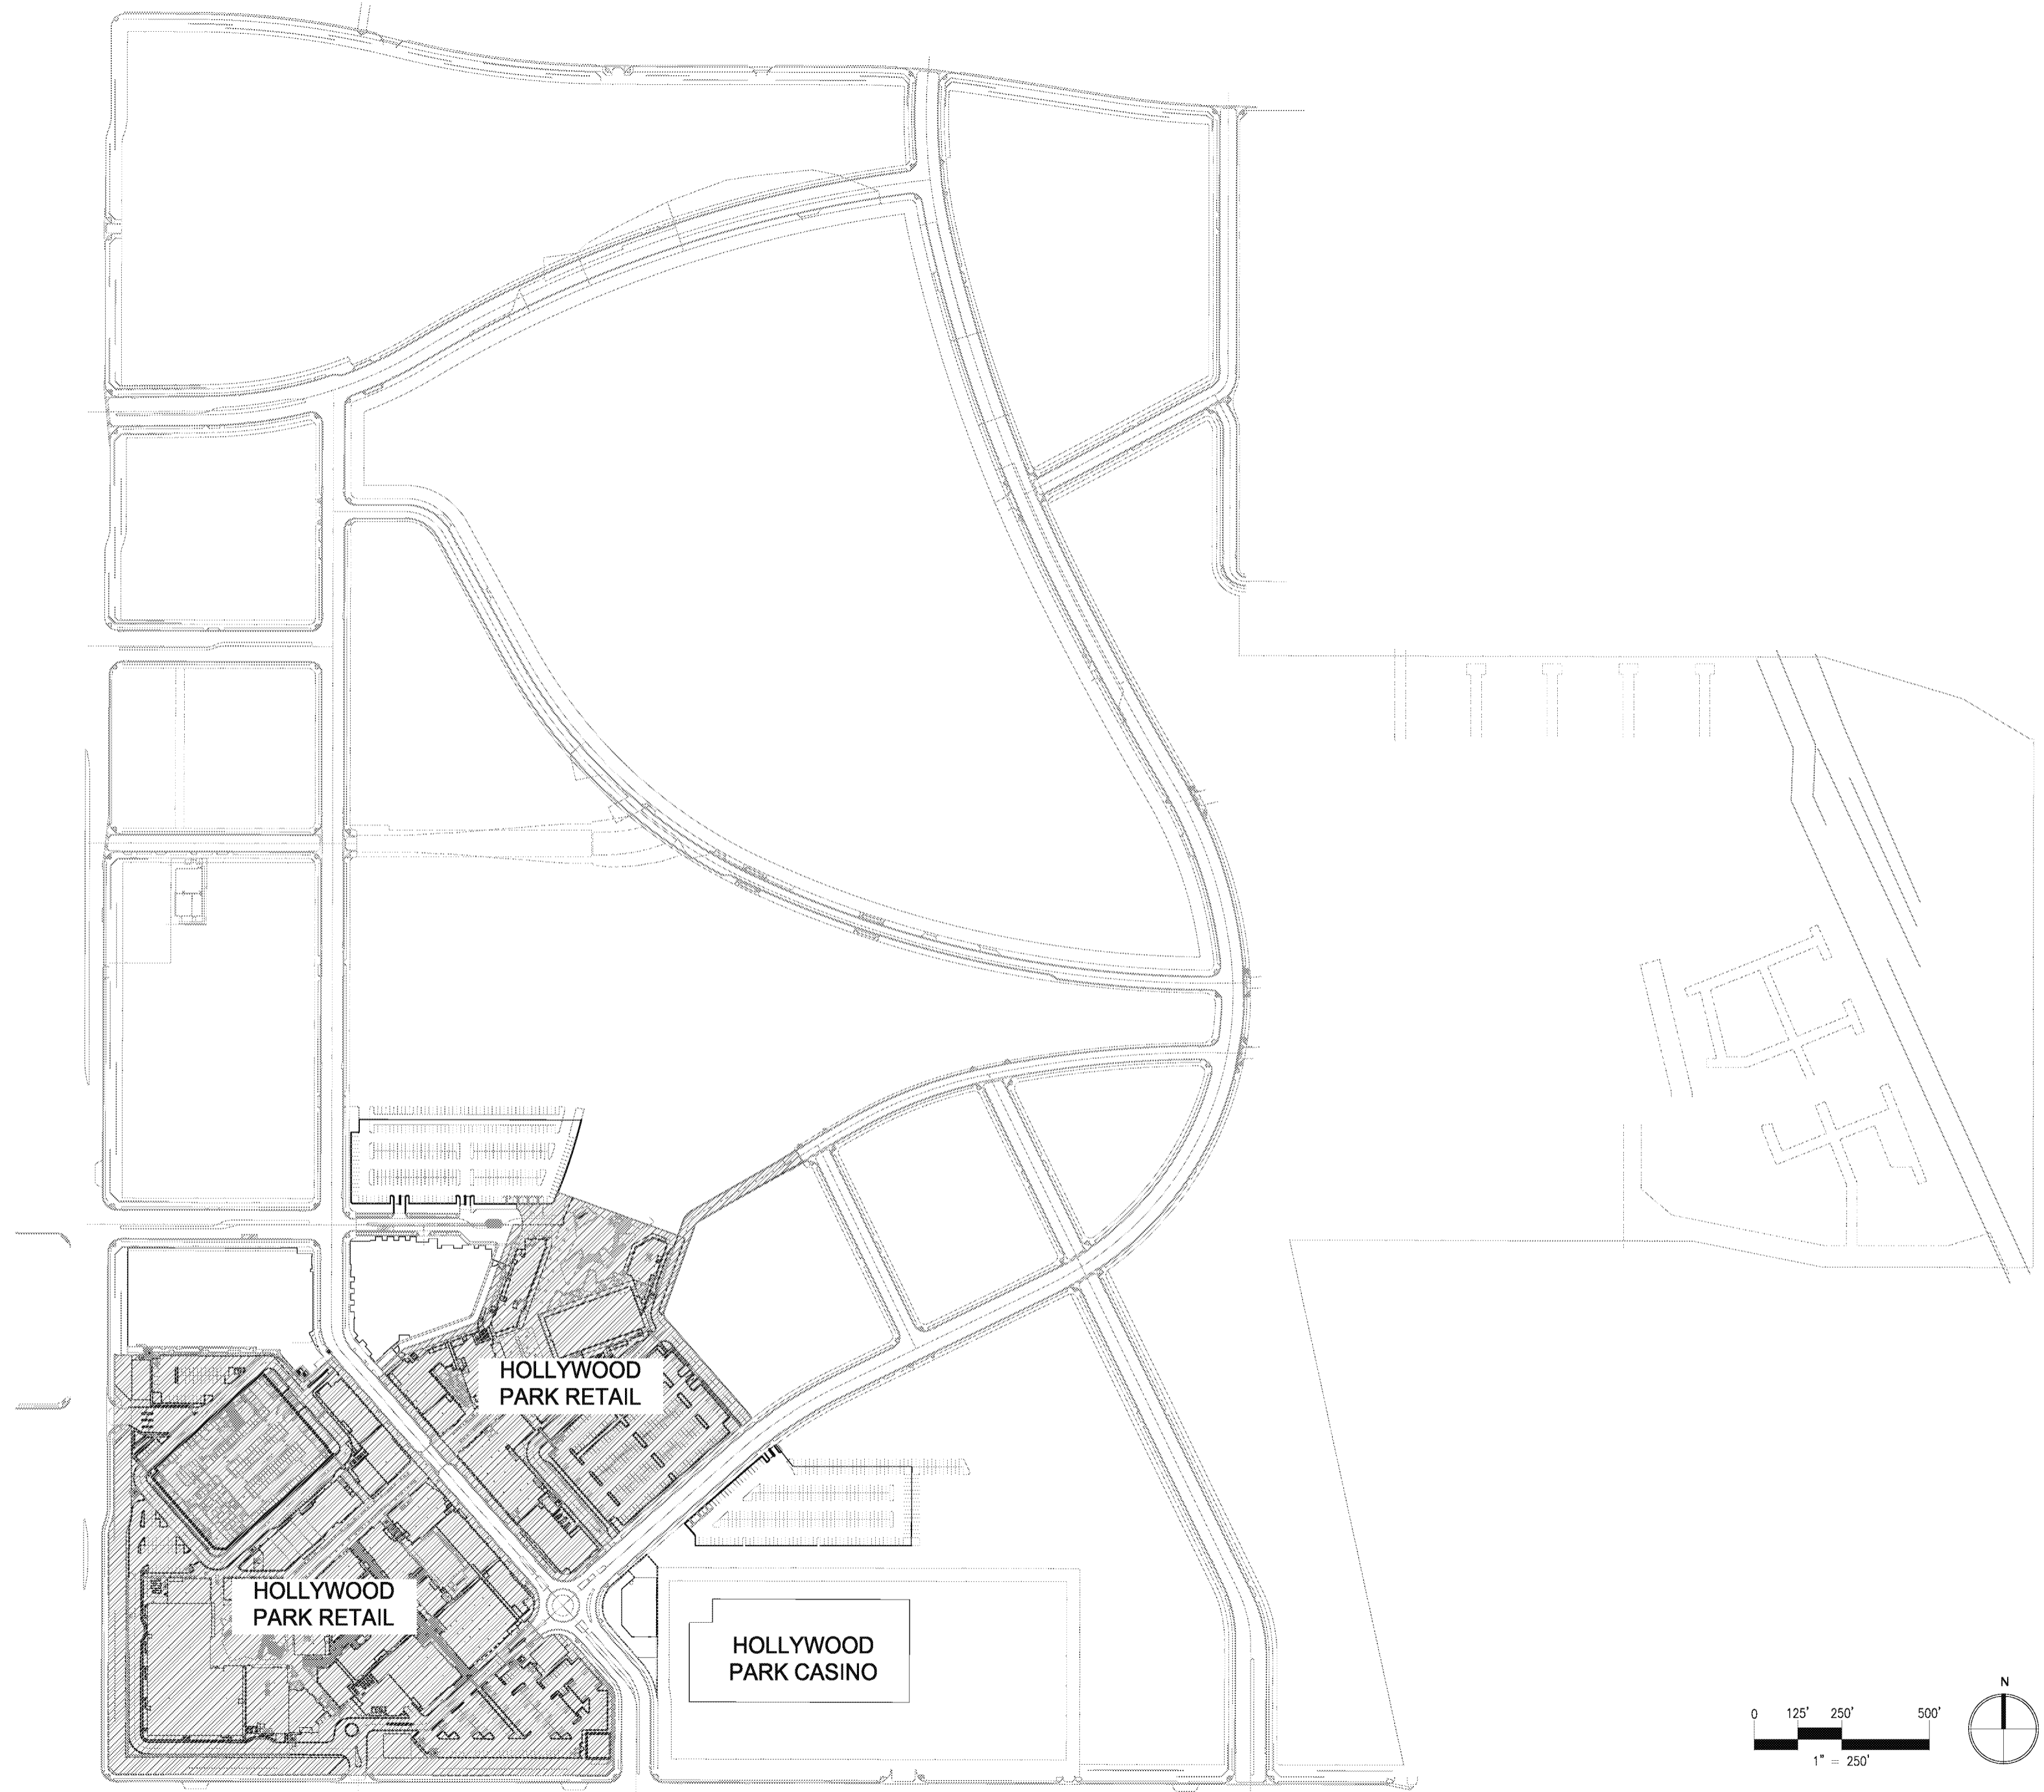 HOLLYWOOD
PARK RETAIL
HOLLYWOOD
PARK RETAIL
HOLLYWOOD
PARK CASINO
N
0 125' 250' 500'
1" = 250'